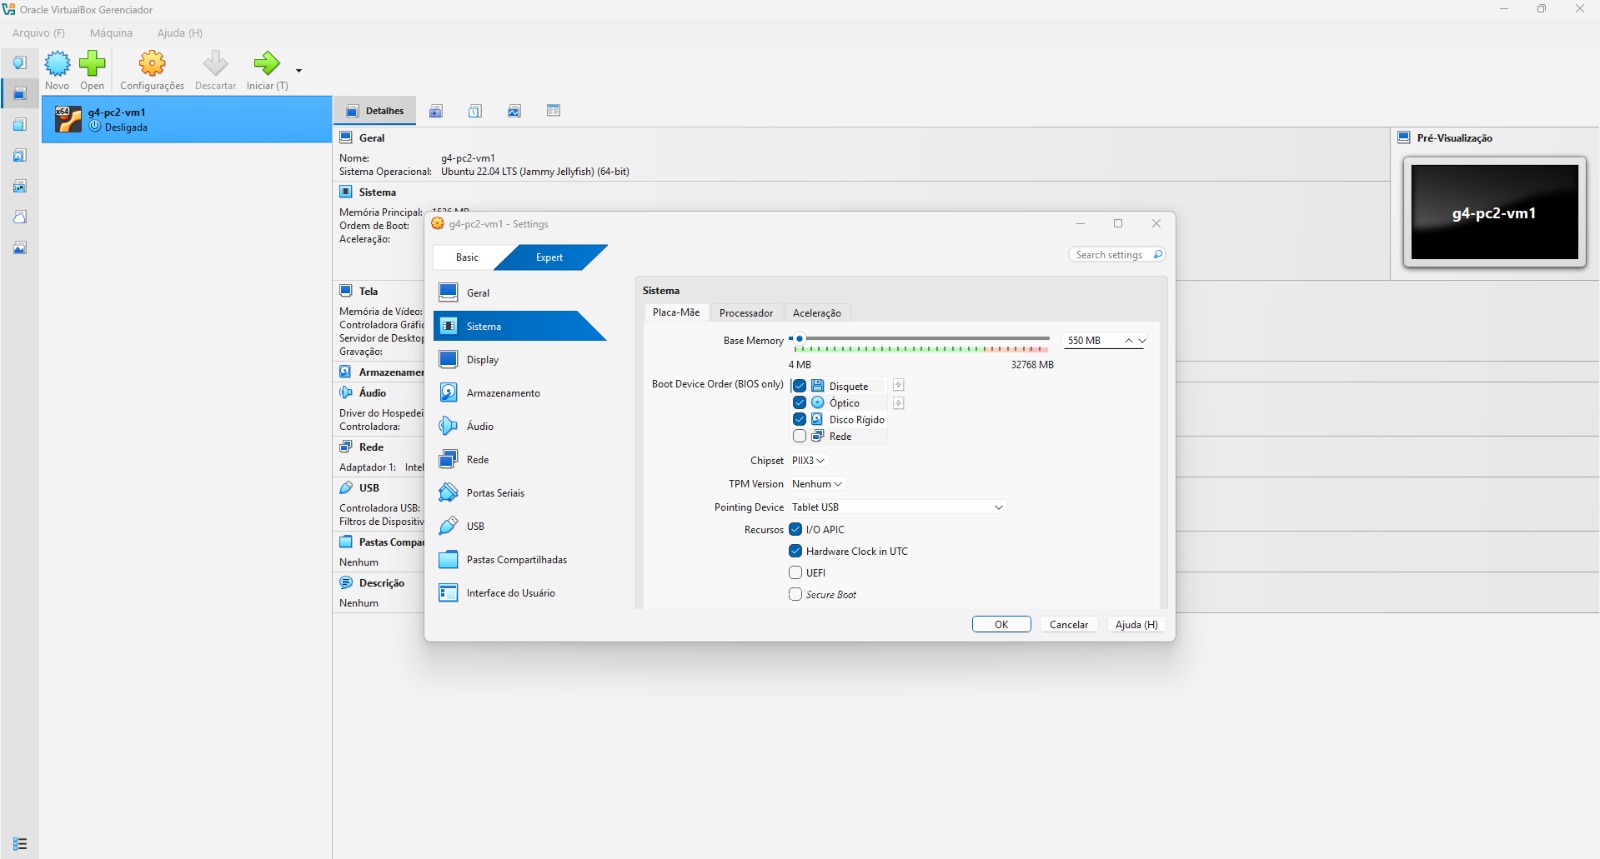 Oracle VirtualBox Gerenciador
Arquivo (F) Máquina Ajuda (H)
Novo Open Configurações Descartar Iniciar (T)
x64
g4-pc2-vm1
Desligada
Detalhes
Geral
Nome: g4-pc2-vm1
Sistema Operacional: Ubuntu 22.04 LTS (Jammy Jellyfish) (64-bit)
Sistema
Memória Principal:
Ordem de Boot:
Aceleração:
Tela
Memória de Vídeo:
Controladora
Servidor de
Gravação:
Áudio
Driver do
Controladora:
Rede
Adaptador 1:
USB
Controladora USB:
Filtros de
Pastas
Nenhum
Descrição
Nenhum
Pré-Visualização
g4-pc2-vm1
g4-pc2-vm1 - Settings
Basic Expert
Search settings
Geral
Sistema
Display
Armazenamento
Áudio
Rede
Portas Seriais
USB
Pastas Compartilhadas
Interface do Usuário
Sistema
Placa-Mãe Processador Aceleração
Base Memory 550 MB
4 MB 32768 MB
Boot Device Order (BIOS only) Disquete
Óptico
Disco Rígido
Rede
Chipset PIIX3
TPM Version Nenhum
Pointing Device Tablet USB
Recursos I/O APIC
Hardware Clock in UTC
UEFI
Secure Boot
OK Cancelar Ajuda (H)